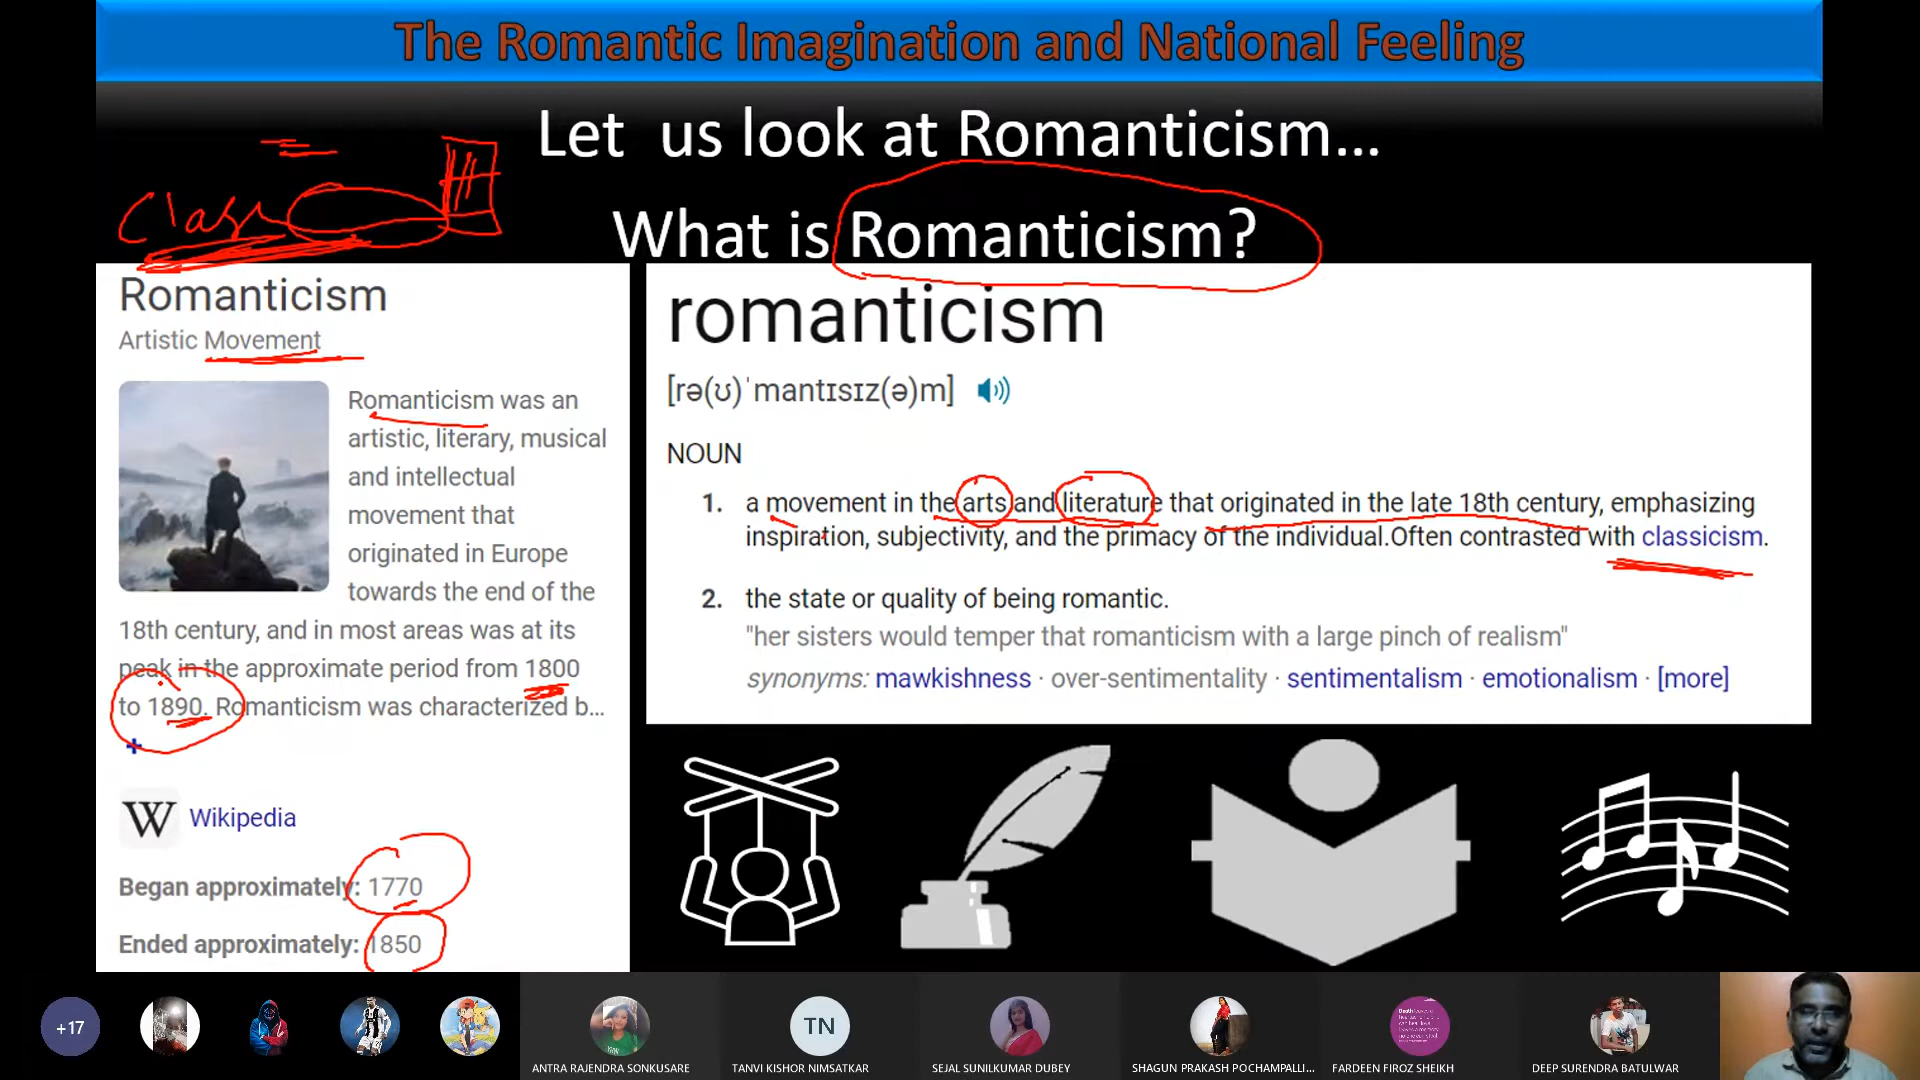 The Romantic Imagination and National Feeling
Let us look at Romanticism...
What is Romanticism?
Class
Romanticism
Artistic Movement
Romanticism was an
artistic, literary, musical
and intellectual
movement that
originated in Europe
towards the end of the
18th century, and in most areas was at its
peak in the approximate period from 1800
to 1890. Romanticism was characterized b...
W Wikipedia
Began approximately: 1770
Ended approximately: 1850
romanticism
[rə(ʊ)ˈmantɪsɪz(ə)m]
NOUN
1. a movement in the arts and literature that originated in the late 18th century, emphasizing
inspiration, subjectivity, and the primacy of the individual.Often contrasted with classicism.
2. the state or quality of being romantic.
"her sisters would temper that romanticism with a large pinch of realism"
synonyms: mawkishness · over-sentimentality · sentimentalism · emotionalism · [more]
+17
TN
ANTRA RAJENDRA SONKUSARE
TANVI KISHOR NIMSATKAR
SEJAL SUNILKUMAR DUBEY
SHAGUN PRAKASH POCHAMPALLI...
FARDEEN FIROZ SHEIKH
DEEP SURENDRA BATULWAR